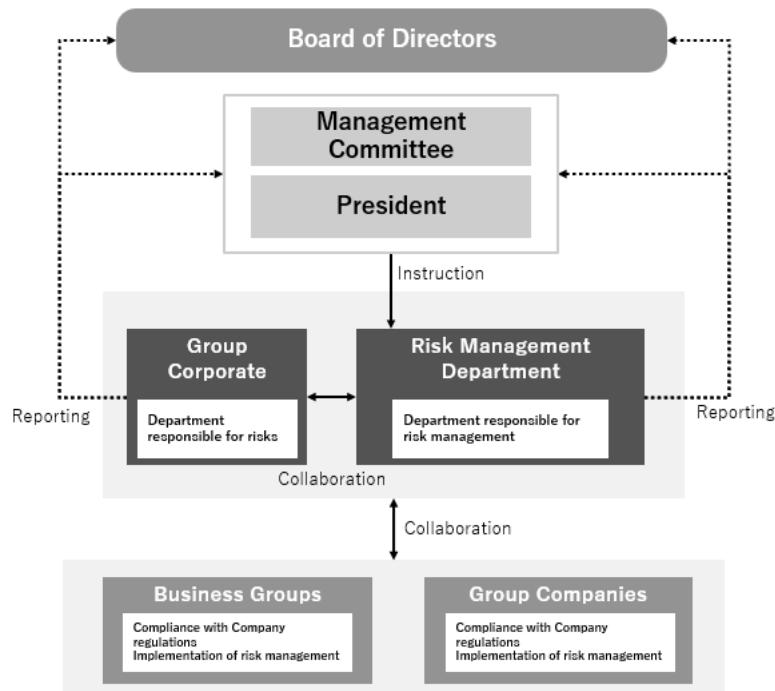 Board of Directors
Management
Committee
President
Instruction
Group
Corporate
Department
responsible for risks
Risk Management
Department
Department responsible for
risk management
Reporting
Reporting
Collaboration
Collaboration
Business Groups
Compliance with Company
regulations
Implementation of risk management
Group Companies
Compliance with Company
regulations
Implementation of risk management